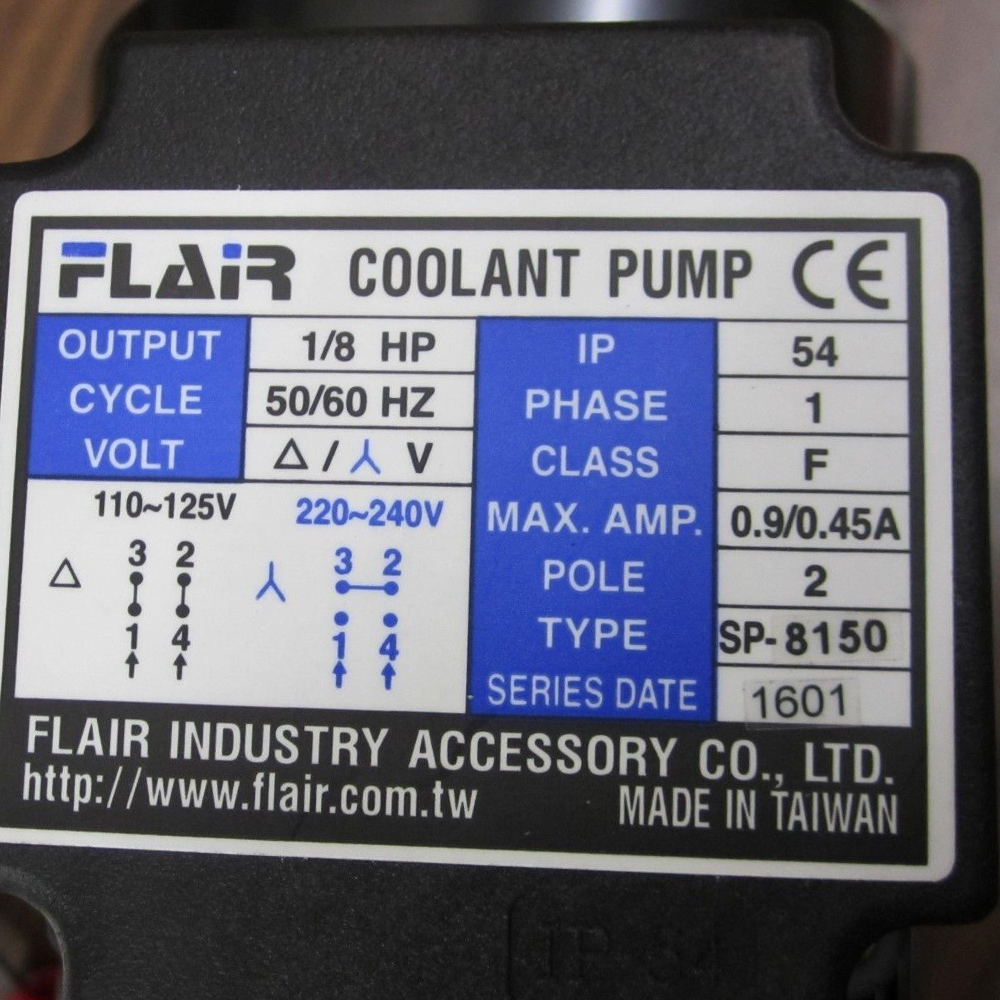 FLAIR COOLANT PUMP CE
OUTPUT 1/8 HP IP 54
CYCLE 50/60 HZ PHASE 1
VOLT △ / 人 V CLASS F
110~125V 220~240V MAX. AMP. 0.9/0.45A
3 2 3 2 POLE 2
1 4 1 4 TYPE SP-8150
SERIES DATE 1601
FLAIR INDUSTRY ACCESSORY CO., LTD.
http://www.flair.com.tw MADE IN TAIWAN